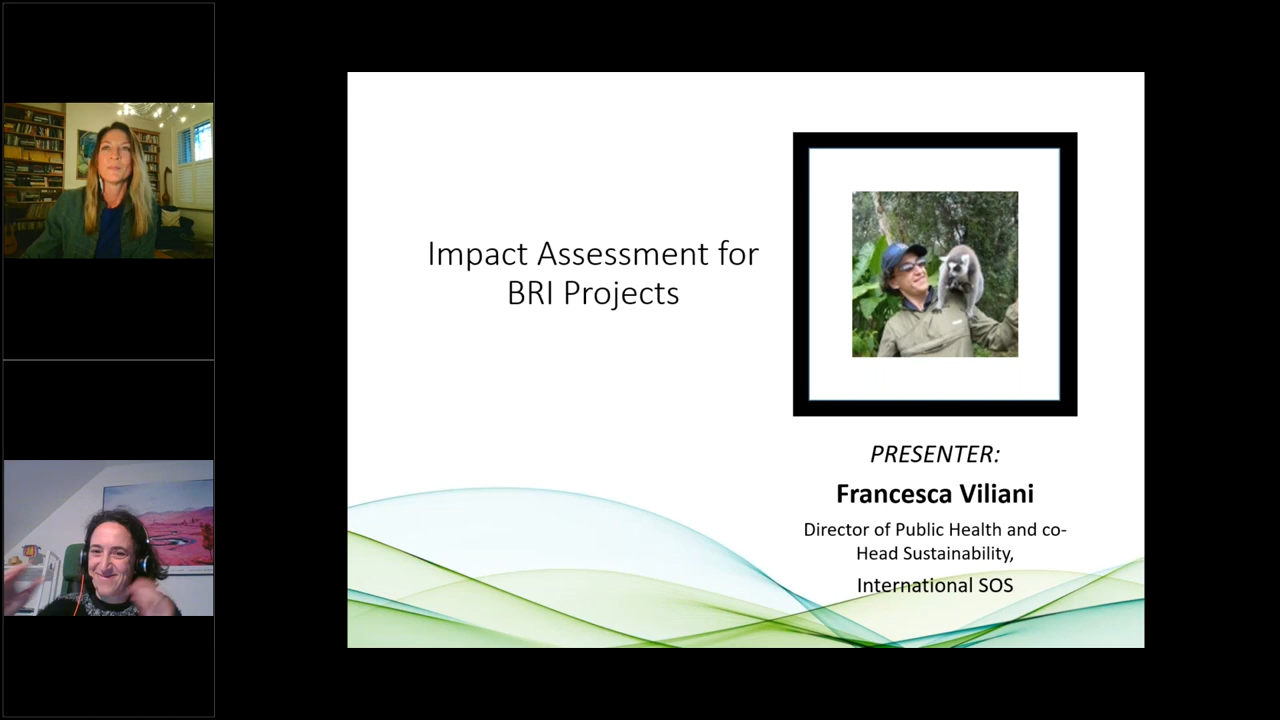 Impact Assessment for
BRI Projects
PRESENTER:
Francesca Viliani
Director of Public Health and co-
Head Sustainability,
International SOS